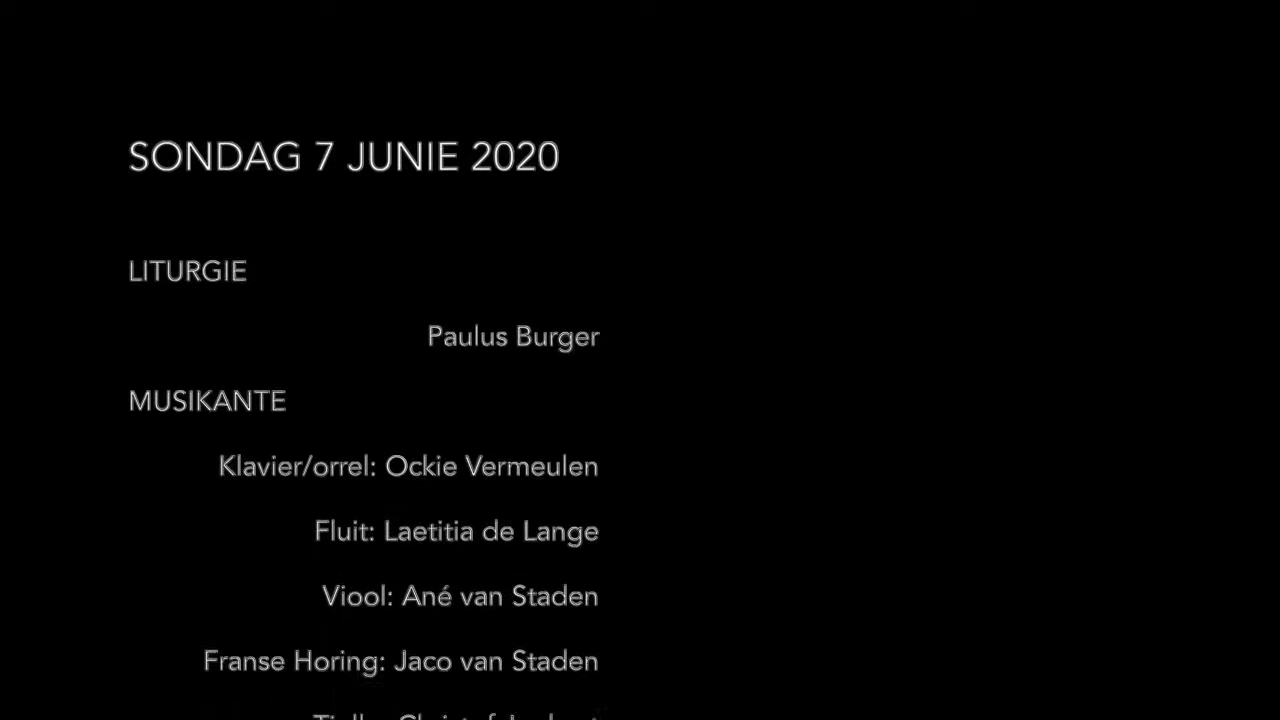 SONDAG 7 JUNIE 2020
LITURGIE
Paulus Burger
MUSIKANTE
Klavier/orrel: Ockie Vermeulen
Fluit: Laetitia de Lange
Viool: Ané van Staden
Franse Horing: Jaco van Staden